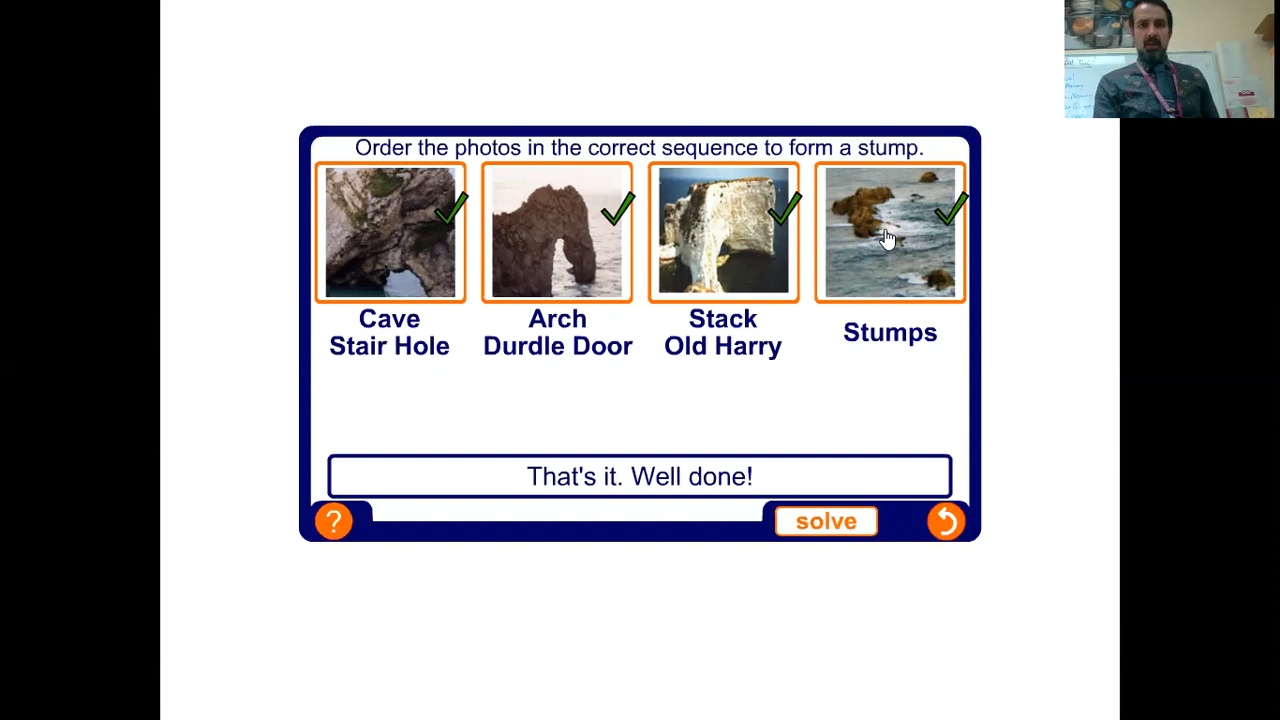 Order the photos in the correct sequence to form a stump.
Cave
Stair Hole
Arch
Durdle Door
Stack
Old Harry
Stumps
That's it. Well done!
?
solve